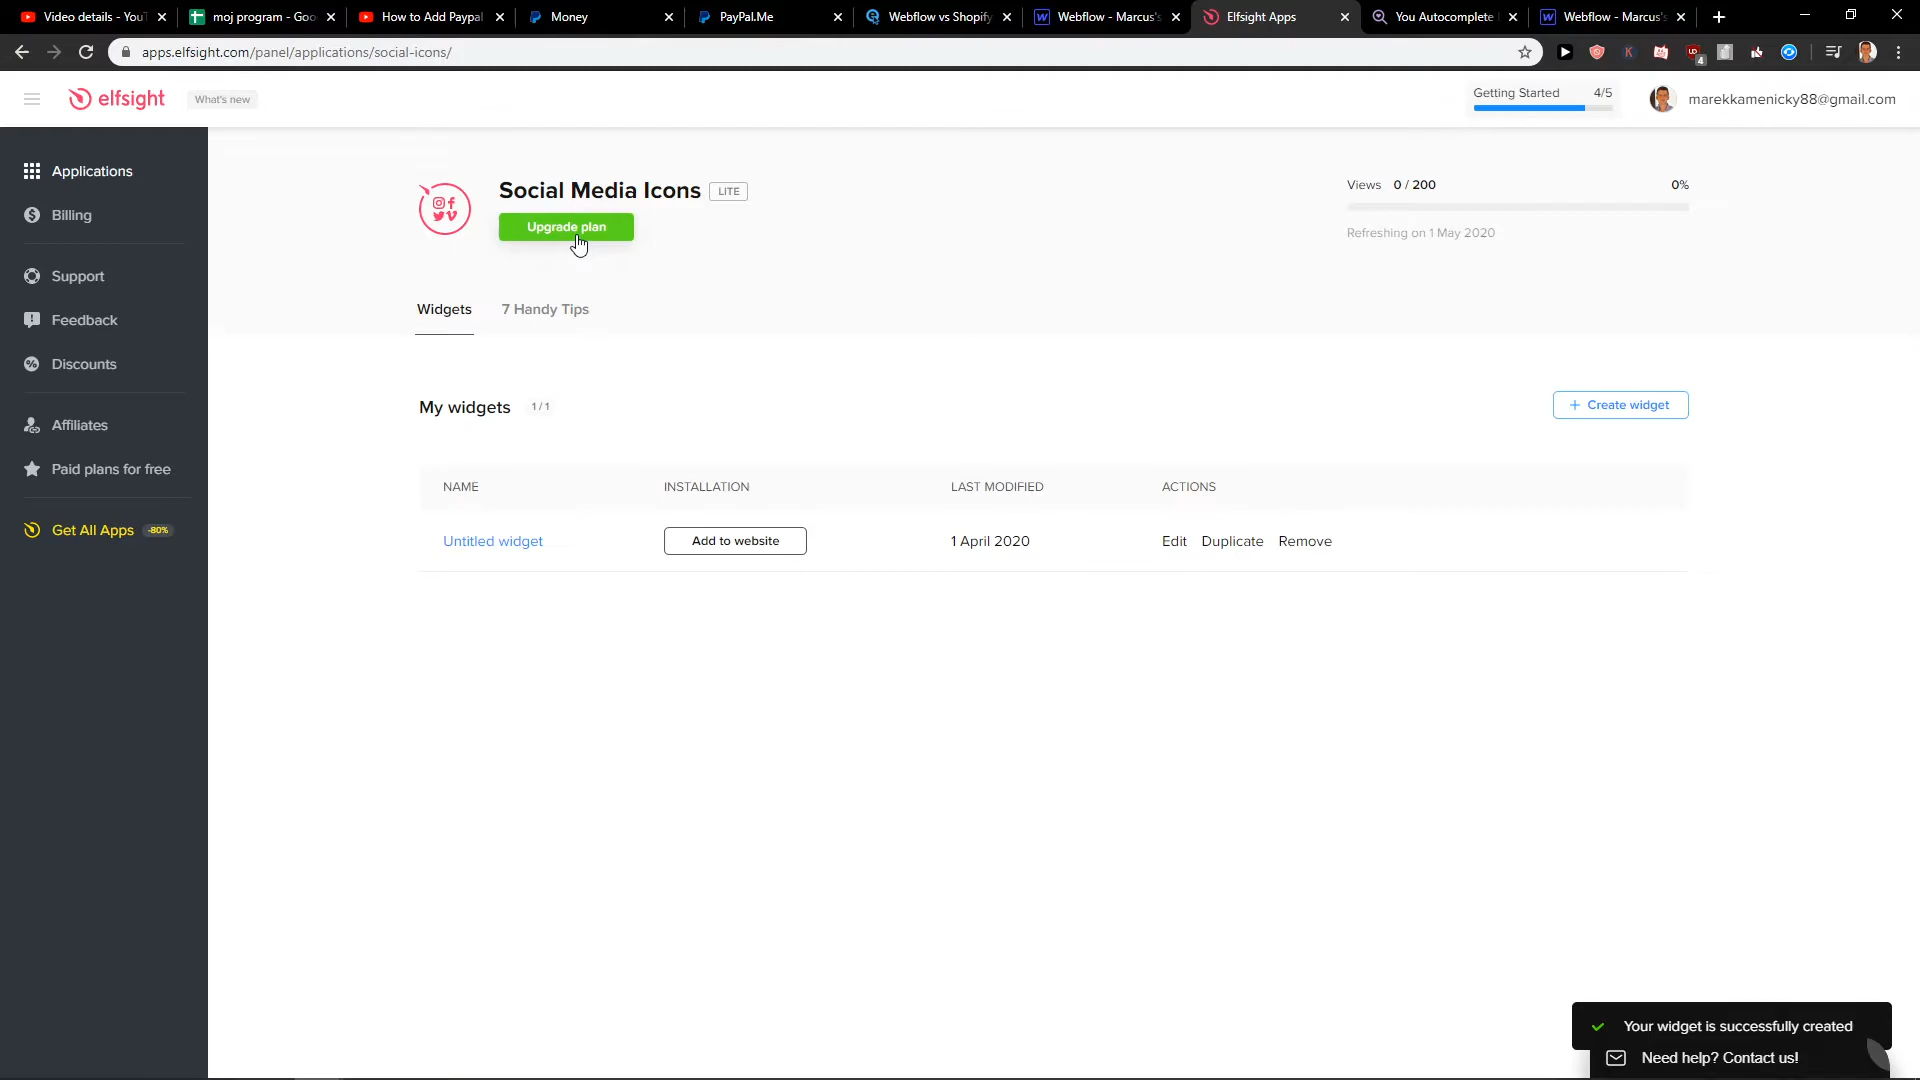 Video details - YouT
moj program - Goo
How to Add Paypal
Money
PayPal.Me
Webflow vs Shopify
Webflow - Marcus's
Elfsight Apps
You Autocomplete
Webflow - Marcus's
apps.elfsight.com/panel/applications/social-icons/
4
elfsight
What's new
Getting Started 4/5
marekkamenicky88@gmail.com
Applications
Billing
Support
Feedback
Discounts
Affiliates
Paid plans for free
Get All Apps -80%
Social Media Icons LITE
Upgrade plan
Views 0 / 200 0%
Refreshing on 1 May 2020
Widgets 7 Handy Tips
My widgets 1 / 1
+ Create widget
NAME INSTALLATION LAST MODIFIED ACTIONS
Untitled widget Add to website 1 April 2020 Edit Duplicate Remove
Your widget is successfully created
Need help? Contact us!